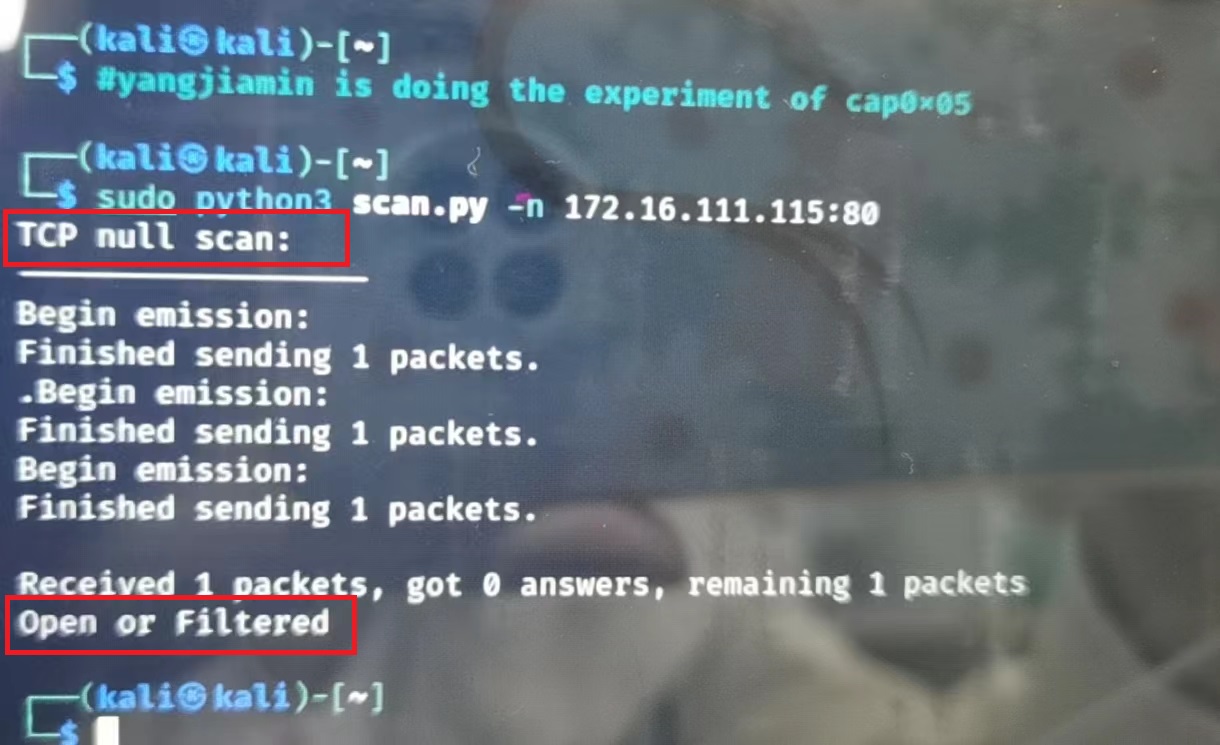 ┌──(kali㉿kali)-[~]
└─$ #yangjiamin is doing the experiment of cap0×05
┌──(kali㉿kali)-[~]
└─$ sudo python3 scan.py -n 172.16.111.115:80
TCP null scan:
Begin emission:
Finished sending 1 packets.
.Begin emission:
Finished sending 1 packets.
Begin emission:
Finished sending 1 packets.
Received 1 packets, got 0 answers, remaining 1 packets
Open or Filtered
┌──(kali㉿kali)-[~]
└─$